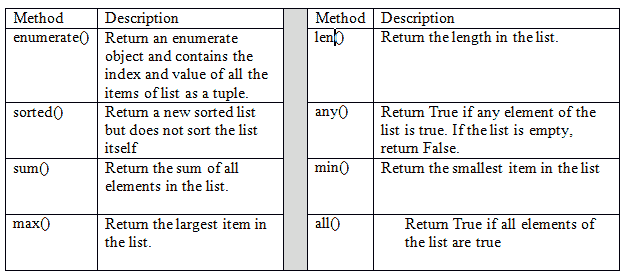 Method Description
enumerate() Return an enumerate
object and contains the
index and value of all the
items of list as a tuple.
sorted() Return a new sorted list
but does not sort the list
itself
sum() Return the sum of all
elements in the list.
max() Return the largest item in
the list.
Method Description
len() Return the length in the list.
any() Return True if any element of the
list is true. If the list is empty,
return False.
min() Return the smallest item in the list
all() Return True if all elements of
the list are true